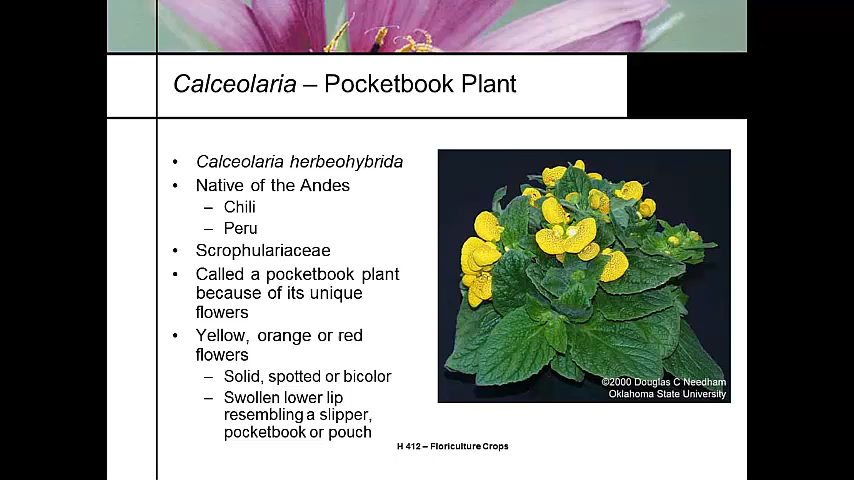 Calceolaria – Pocketbook Plant
• Calceolaria herbeohybrida
• Native of the Andes
– Chili
– Peru
• Scrophulariaceae
• Called a pocketbook plant
because of its unique
flowers
• Yellow, orange or red
flowers
– Solid, spotted or bicolor
– Swollen lower lip
resembling a slipper,
pocketbook or pouch
©2000 Douglas C Needham
Oklahoma State University
H 412 – Floriculture Crops